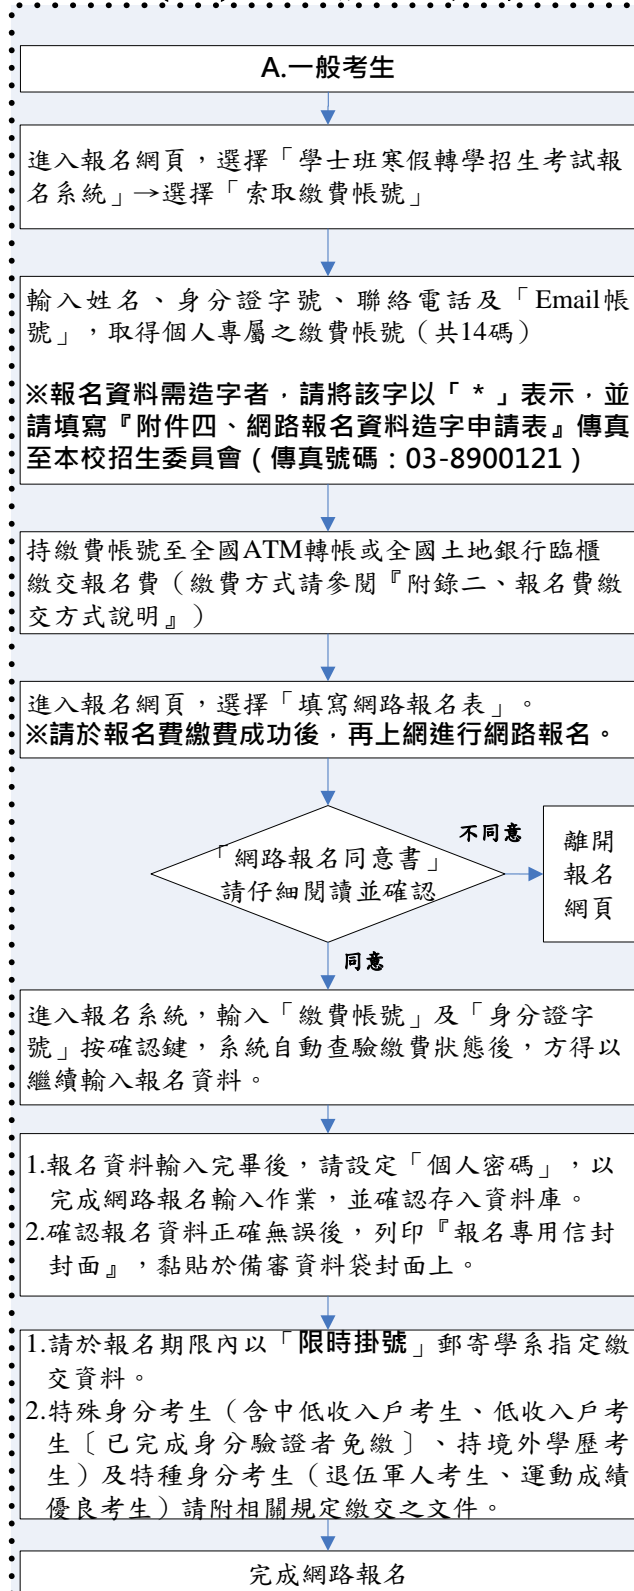 A.一般考生
進入報名網頁，選擇「學士班寒假轉學招生考試報
名系統」→選擇「索取繳費帳號」
輸入姓名、身分證字號、聯絡電話及「Email帳
號」，取得個人專屬之繳費帳號（共14碼）
※報名資料需造字者，請將該字以「 * 」表示，並
請填寫『附件四、網路報名資料造字申請表』傳真
至本校招生委員會（傳真號碼：03-8900121）
持繳費帳號至全國ATM轉帳或全國土地銀行臨櫃
繳交報名費（繳費方式請參閱『附錄二、報名費繳
交方式說明』）
進入報名網頁，選擇「填寫網路報名表」。
※請於報名費繳費成功後，再上網進行網路報名。
「網路報名同意書」
請仔細閱讀並確認
不同意
離開
報名
網頁
同意
進入報名系統，輸入「繳費帳號」及「身分證字
號」按確認鍵，系統自動查驗繳費狀態後，方得以
繼續輸入報名資料。
1.報名資料輸入完畢後，請設定「個人密碼」，以
完成網路報名輸入作業，並確認存入資料庫。
2.確認報名資料正確無誤後，列印『報名專用信封
封面』，黏貼於備審資料袋封面上。
1.請於報名期限內以「限時掛號」郵寄學系指定繳
交資料。
2.特殊身分考生（含中低收入戶考生、低收入戶考
生〔已完成身分驗證者免繳〕、持境外學歷考
生）及特種身分考生（退伍軍人考生、運動成績
優良考生）請附相關規定繳交之文件。
完成網路報名